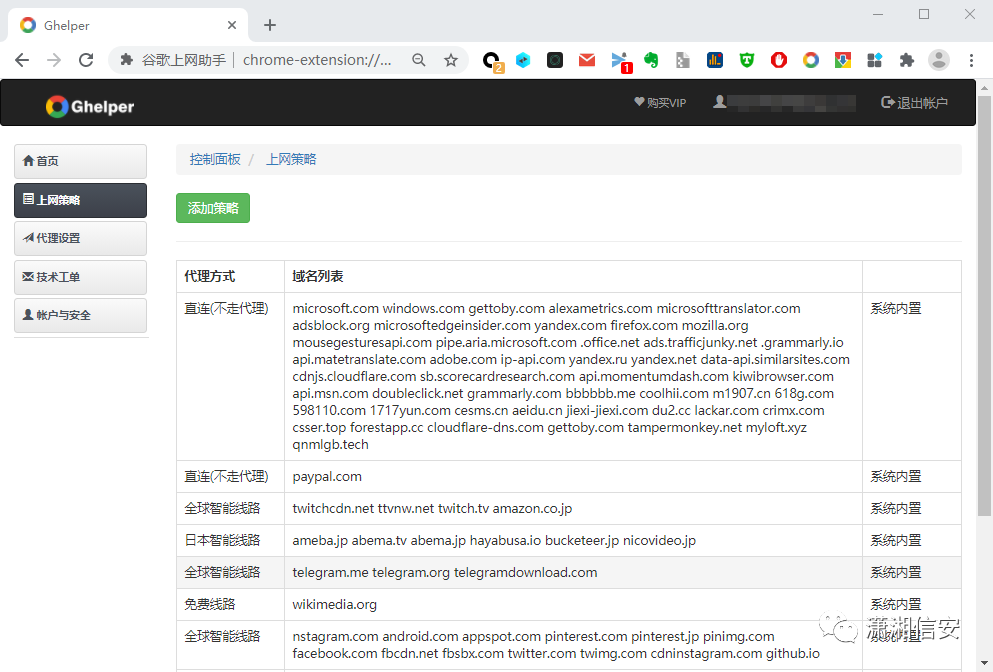 Ghelper
谷歌上网助手 chrome-extension://...
2
1
Ghelper
购买VIP
退出帐户
首页
上网策略
代理设置
技术工单
帐户与安全
控制面板 / 上网策略
添加策略
代理方式 域名列表
直连(不走代理) microsoft.com windows.com gettoby.com alexametrics.com microsofttranslator.com 系统内置
adsblock.org microsoftedgeinsider.com yandex.com firefox.com mozilla.org
mousegesturesapi.com pipe.aria.microsoft.com .office.net ads.trafficjunky.net .grammarly.io
api.matetranslate.com adobe.com ip-api.com yandex.ru yandex.net data-api.similarsites.com
cdnjs.cloudflare.com sb.scorecardresearch.com api.momentumdash.com kiwibrowser.com
api.msn.com doubleclick.net grammarly.com bbbbbb.me coolhii.com m1907.cn 618g.com
598110.com 1717yun.com cesms.cn aeidu.cn jiexi-jiexi.com du2.cc lackar.com crimx.com
csser.top forestapp.cc cloudflare-dns.com gettoby.com tampermonkey.net myloft.xyz
qnmlgb.tech
直连(不走代理) paypal.com 系统内置
全球智能线路 twitchcdn.net ttvnw.net twitch.tv amazon.co.jp 系统内置
日本智能线路 ameba.jp abema.tv abema.jp hayabusa.io bucketeer.jp nicovideo.jp 系统内置
全球智能线路 telegram.me telegram.org telegramdownload.com 系统内置
免费线路 wikimedia.org 系统内置
全球智能线路 nstagram.com android.com appspot.com pinterest.com pinterest.jp pinimg.com 系统内置
facebook.com fbcdn.net fbsbx.com twitter.com twimg.com cdninstagram.com github.io
潇湘信安